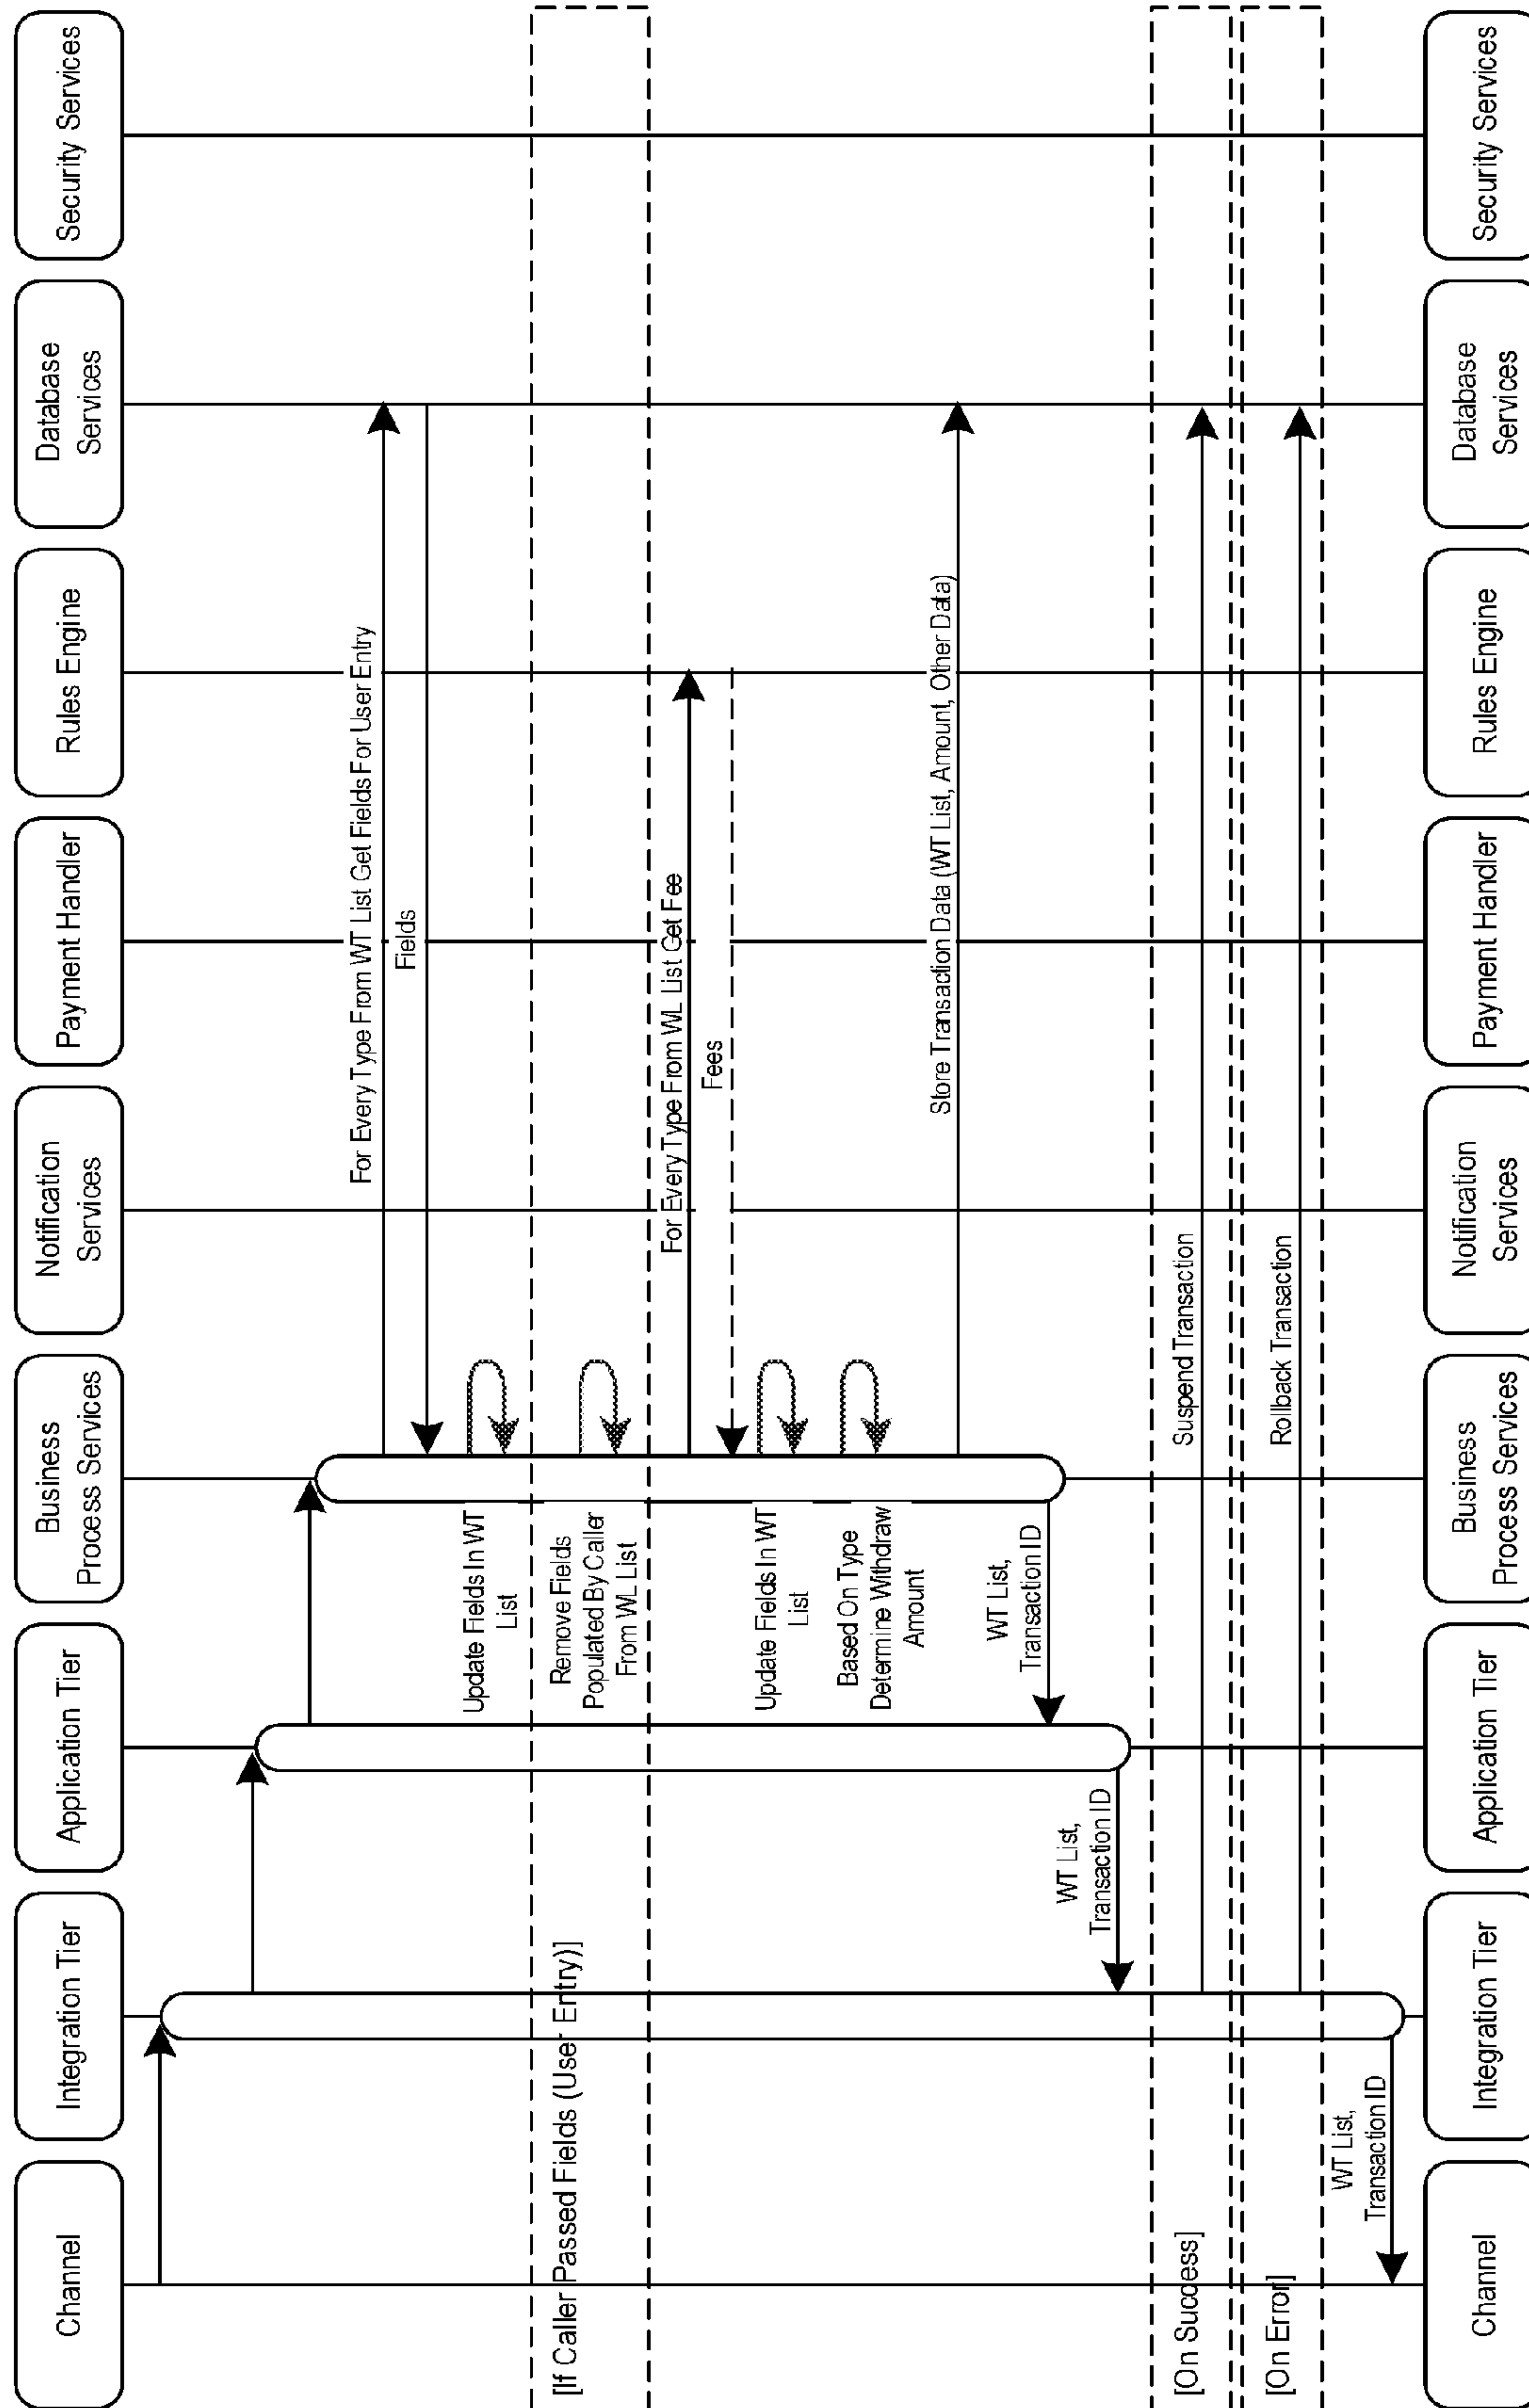 Channel
Integration Tier
Application Tier
Business
Process Services
Notification
Services
Payment Handler
Rules Engine
Database
Services
Security Services
For Every Type From WT List Get Fields For User Entry
Fields
Update Fields In WT
List
[If Caller Passed Fields (User Entry)]
Remove Fields
Populated By Caller
From WL List
For Every Type From WL List Get Fee
Fees
Update Fields In WT
List
Based On Type
Determine Withdraw
Amount
Store Transaction Data (WT List, Amount, Other Data)
WT List,
Transaction ID
WT List,
Transaction ID
[On Success]
Suspend Transaction
[On Error]
Rollback Transaction
WT List,
Transaction ID
Channel
Integration Tier
Application Tier
Business
Process Services
Notification
Services
Payment Handler
Rules Engine
Database
Services
Security Services